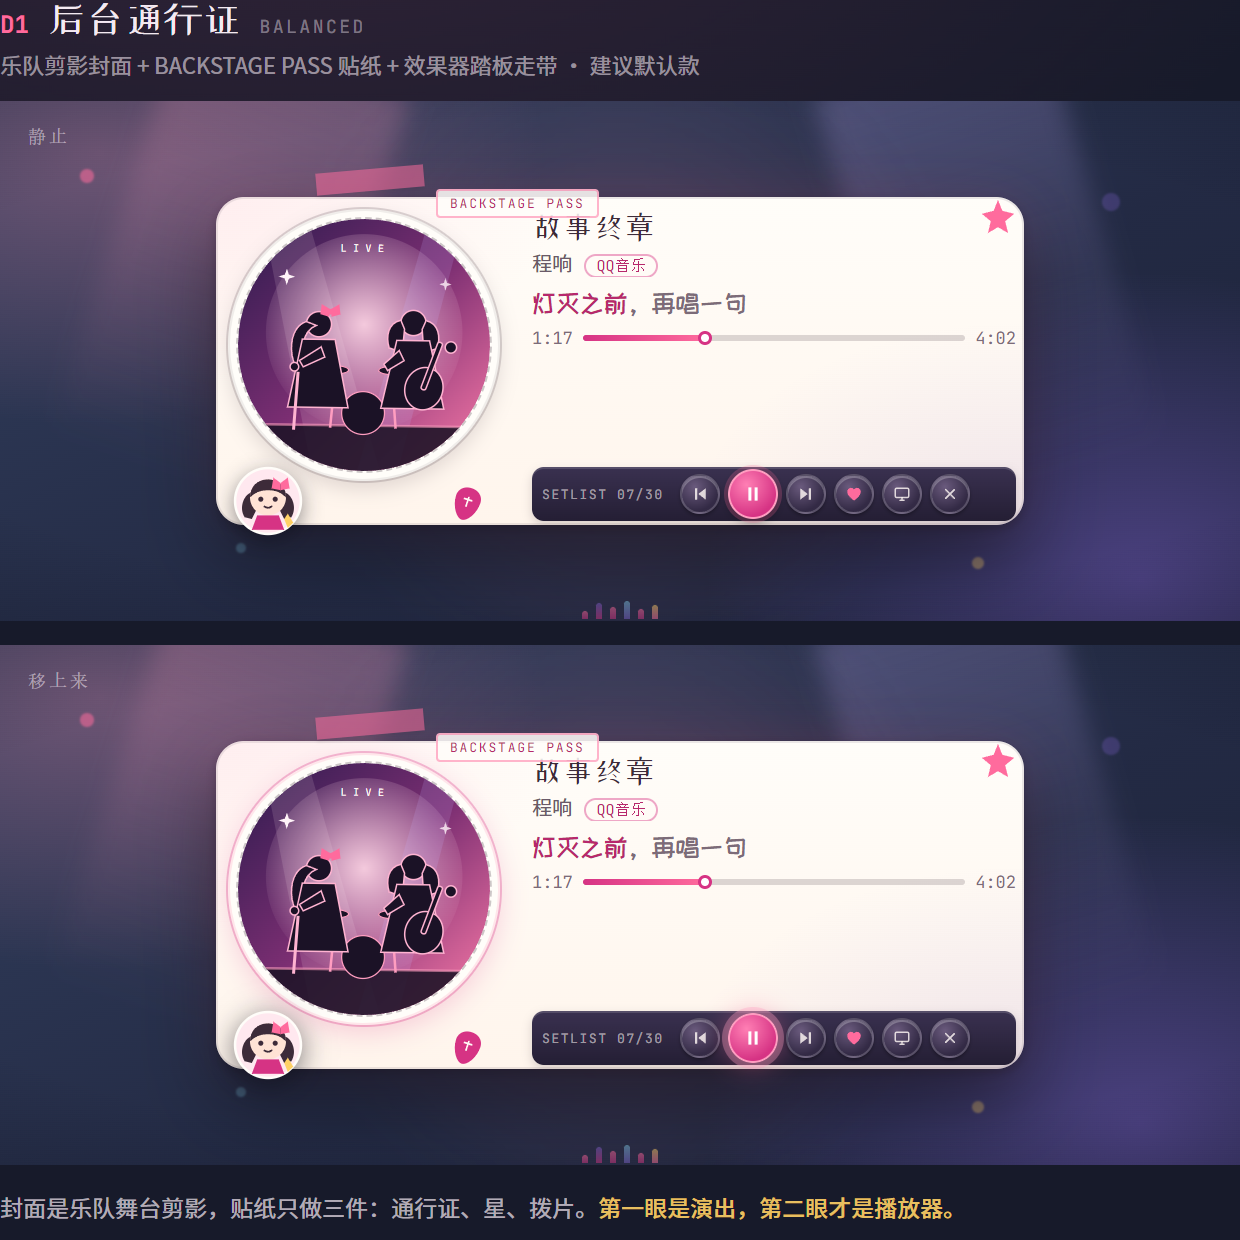 D1 后台通行证 BALANCED
乐队剪影封面 + BACKSTAGE PASS 贴纸 + 效果器踏板走带 · 建议默认款
静止
BACKSTAGE PASS
LIVE
故事终章
程响 QQ音乐
灯灭之前，再唱一句
1:17 4:02
SETLIST 07/30
移上来
BACKSTAGE PASS
LIVE
故事终章
程响 QQ音乐
灯灭之前，再唱一句
1:17 4:02
SETLIST 07/30
封面是乐队舞台剪影，贴纸只做三件：通行证、星、拨片。第一眼是演出，第二眼才是播放器。